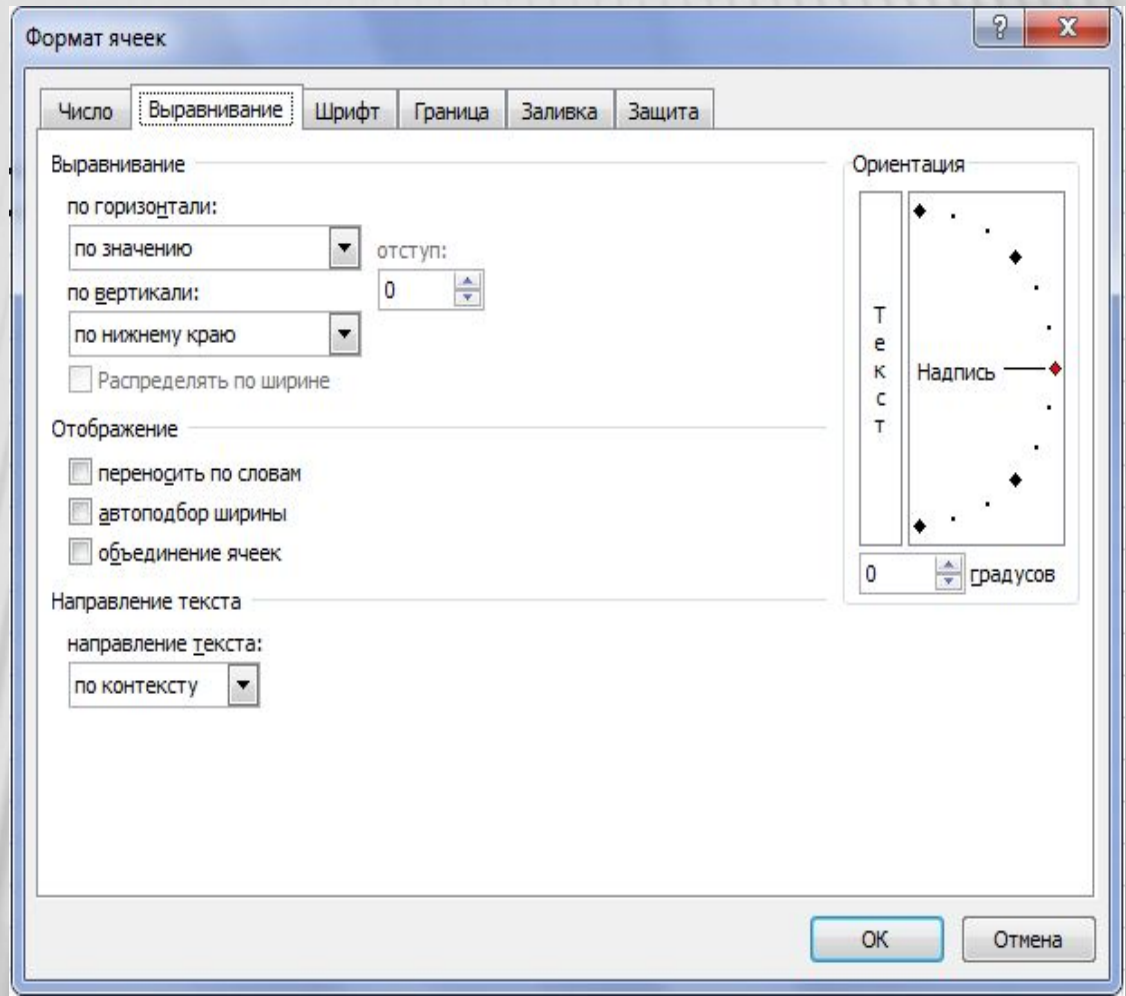 Формат ячеек
Число Выравнивание Шрифт Граница Заливка Защита
Выравнивание
по горизонтали:
по значению
отступ:
0
по вертикали:
по нижнему краю
Распределять по ширине
Отображение
переносить по словам
автоподбор ширины
объединение ячеек
Направление текста
направление текста:
по контексту
Ориентация
Текст
Надпись
0 градусов
ОК Отмена